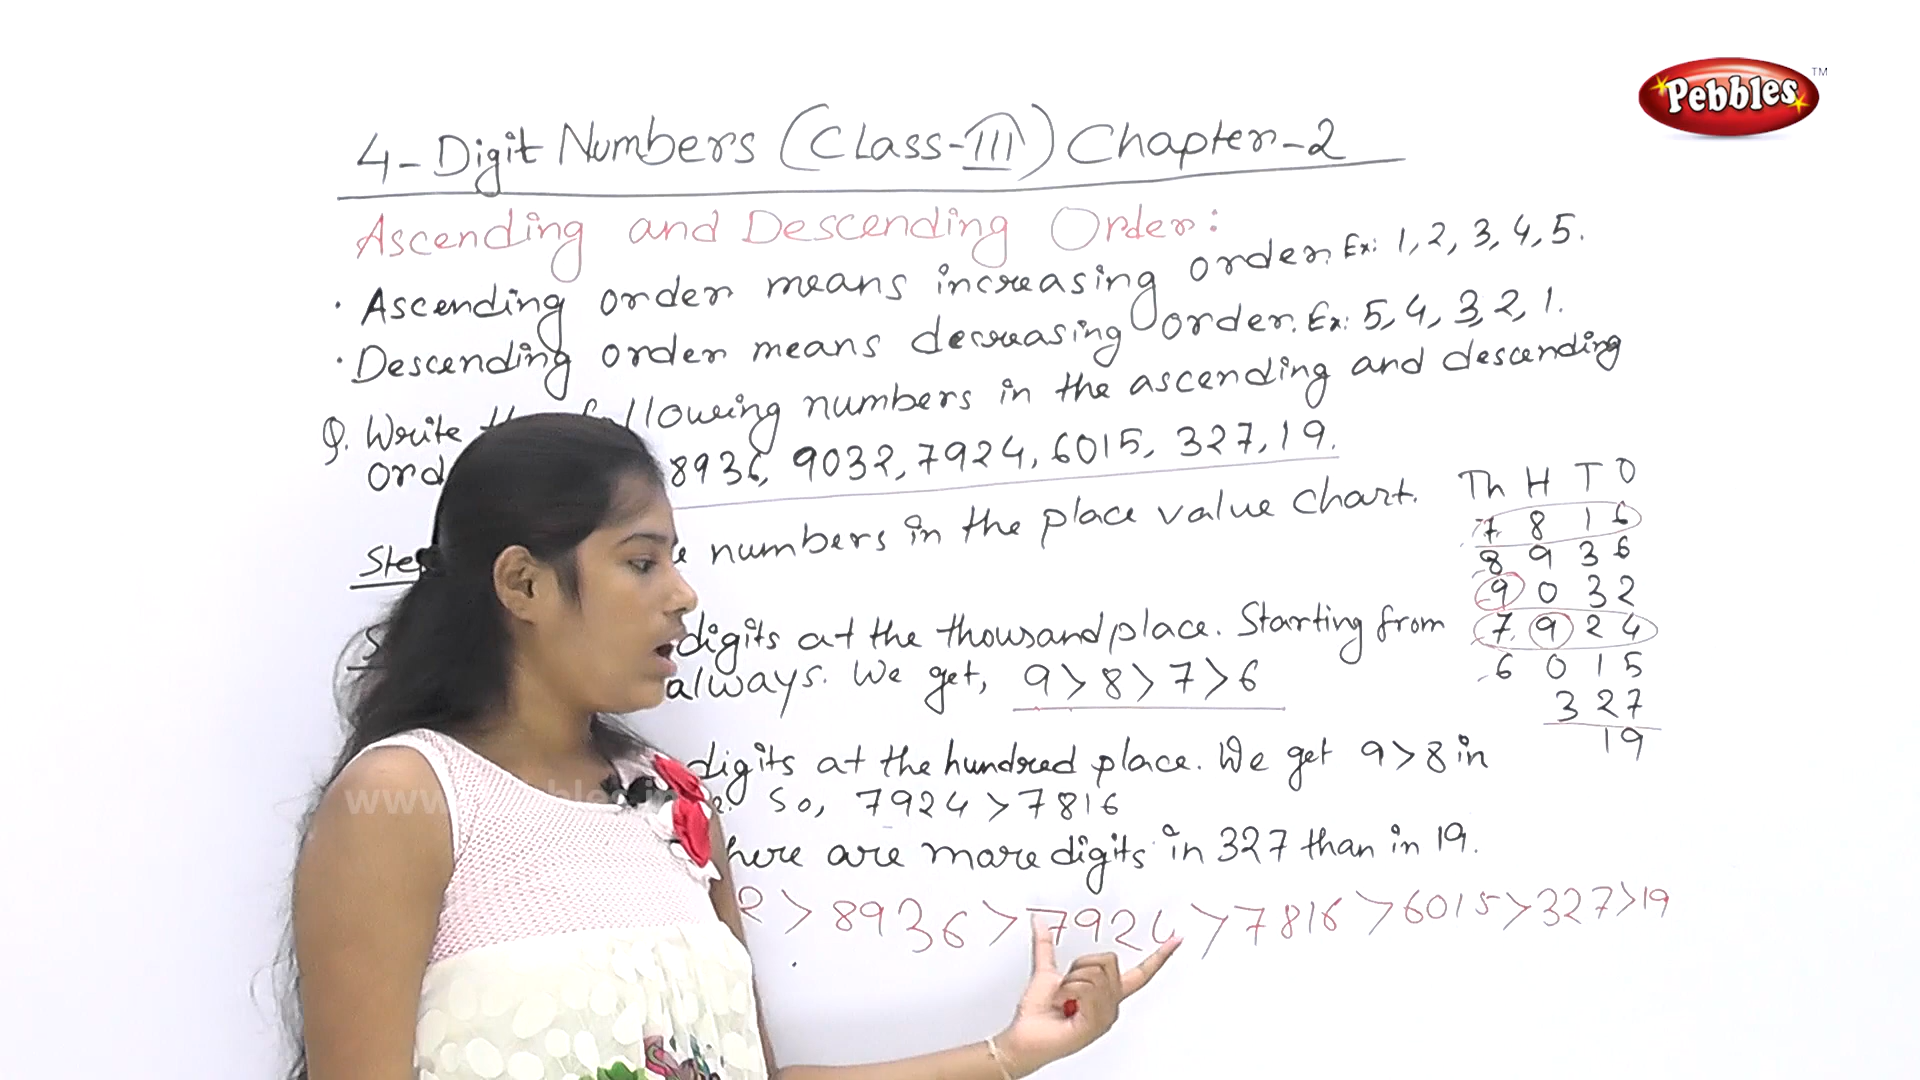 Pebbles TM
4-Digit Numbers (Class-III) Chapter-2
Ascending and Descending Order:
· Ascending order means increasing order. Ex: 1, 2, 3, 4, 5.
· Descending order means decreasing order. Ex: 5, 4, 3, 2, 1.
Q. Write following numbers in the ascending and descending
8936, 9032, 7924, 6015, 327, 19.
numbers in the place value chart.
digits at the thousand place. Starting from
always. We get, 9 > 8 > 7 > 6
digits at the hundred place. We get 9 > 8 in
So, 7924 > 7816
are more digits in 327 than in 19.
2 > 8936 > 7924 > 7816 > 6015 > 327 > 19
Th H T O
7 8 1 6
8 9 3 6
9 0 3 2
7 9 2 4
6 0 1 5
3 2 7
1 9